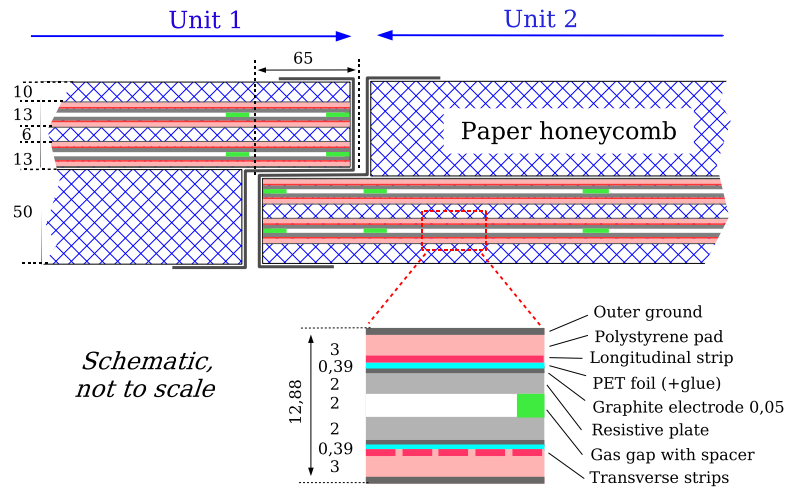 Unit 1
Unit 2
65
10
13
6
13
50
Paper honeycomb
Schematic,
not to scale
12,88
3
0,39
2
2
2
0,39
3
Outer ground
Polystyrene pad
Longitudinal strip
PET foil (+glue)
Graphite electrode 0,05
Resistive plate
Gas gap with spacer
Transverse strips